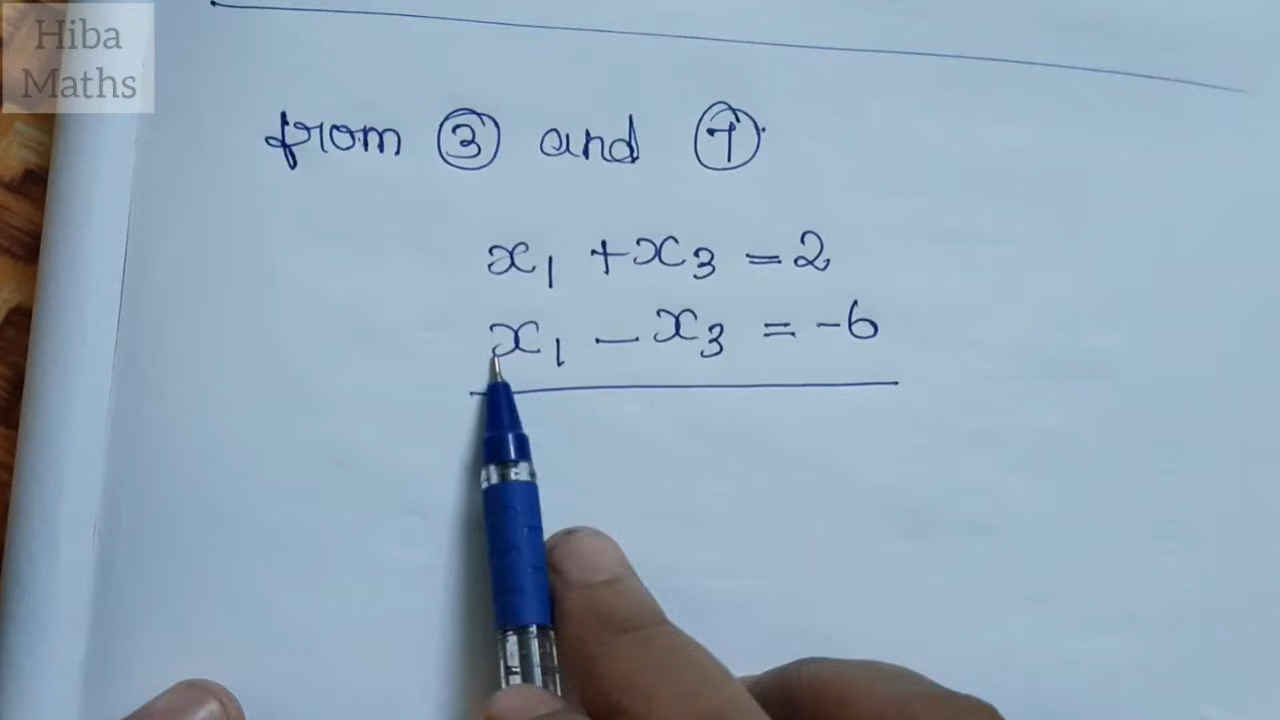 Hiba
Maths
from ③ and ⑦
x₁ + x₃ = 2
x₁ - x₃ = -6